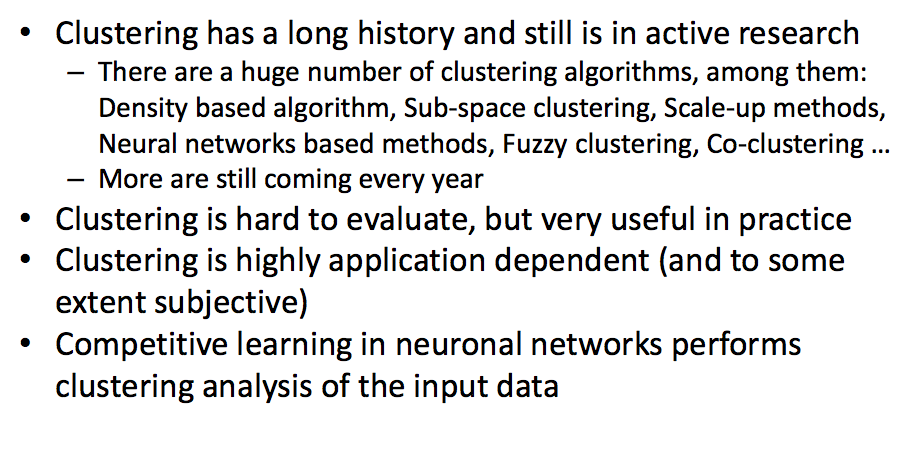 • Clustering has a long history and still is in active research
– There are a huge number of clustering algorithms, among them:
Density based algorithm, Sub-space clustering, Scale-up methods,
Neural networks based methods, Fuzzy clustering, Co-clustering ...
– More are still coming every year
• Clustering is hard to evaluate, but very useful in practice
• Clustering is highly application dependent (and to some
extent subjective)
• Competitive learning in neuronal networks performs
clustering analysis of the input data